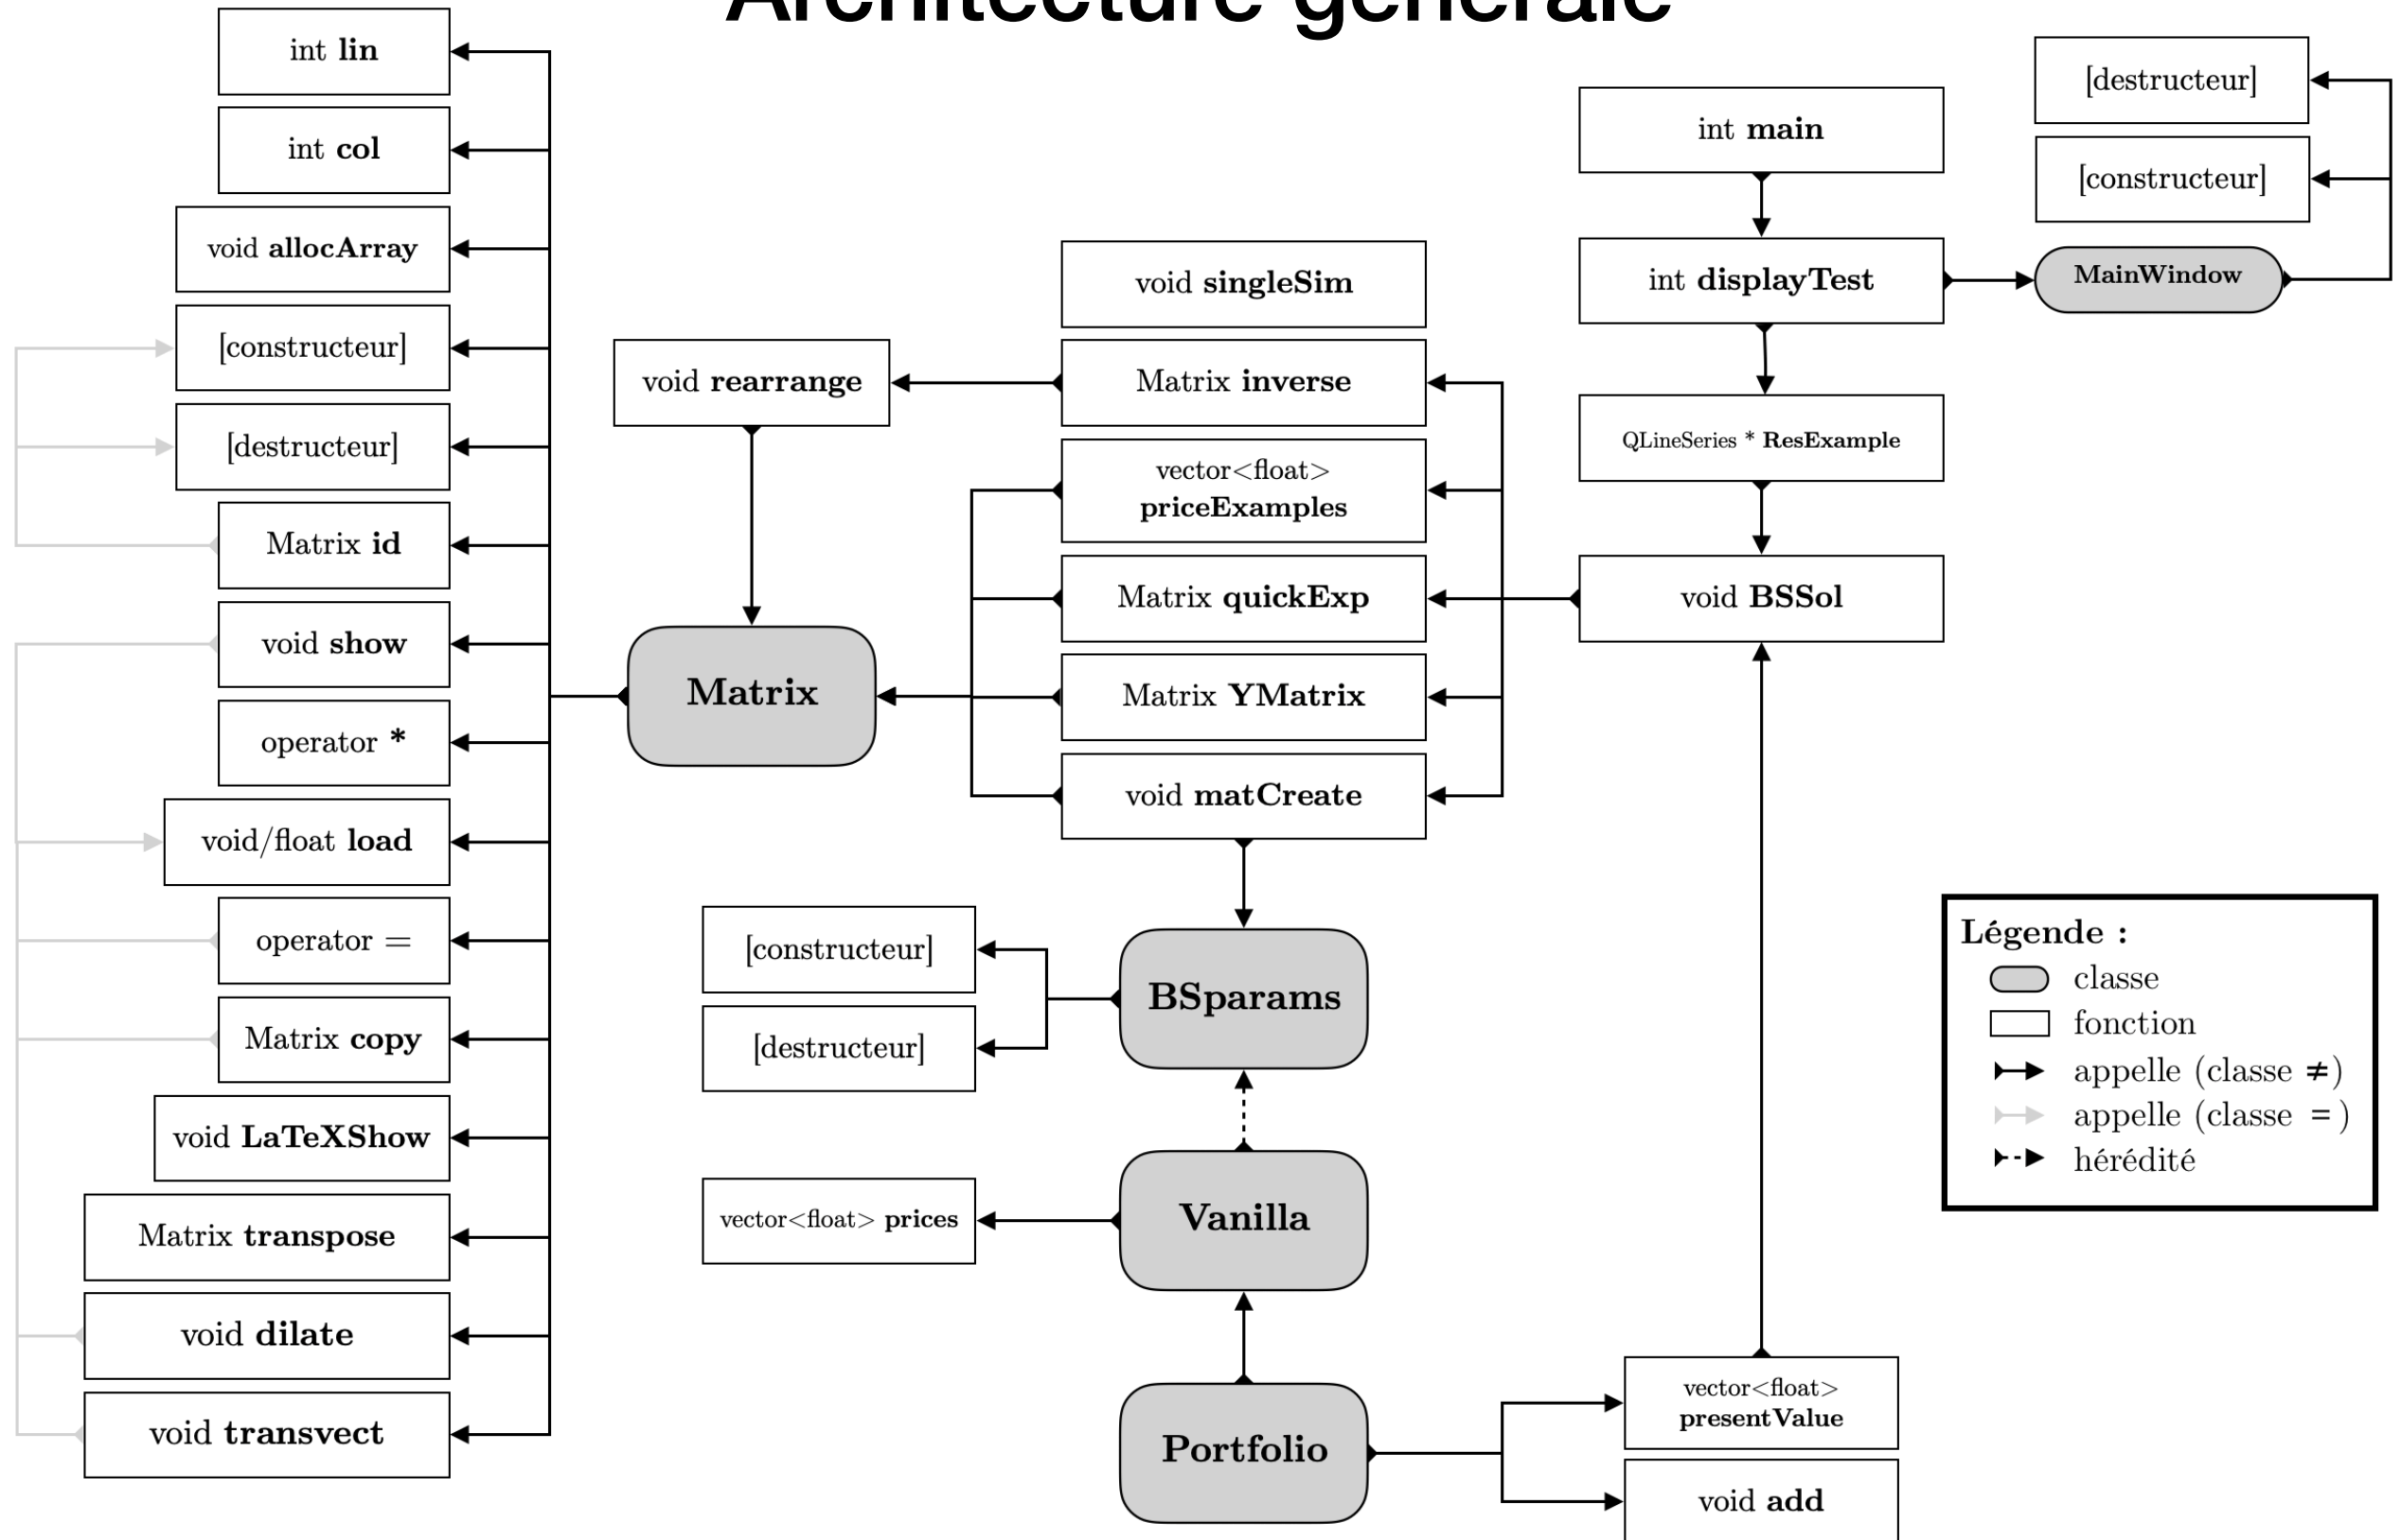 Architecture générale
int lin
int col
void allocArray
[constructeur]
[destructeur]
Matrix id
void show
operator *
void/float load
operator =
Matrix copy
void LaTeXShow
Matrix transpose
void dilate
void transvect
void rearrange
Matrix
void singleSim
Matrix inverse
vector<float>
priceExamples
Matrix quickExp
Matrix YMatrix
void matCreate
[constructeur]
[destructeur]
BSparams
vector<float> prices
Vanilla
Portfolio
int main
int displayTest
QLineSeries * ResExample
void BSSol
[destructeur]
[constructeur]
MainWindow
vector<float>
presentValue
void add
Légende :
classe
fonction
appelle (classe ≠)
appelle (classe = )
hérédité